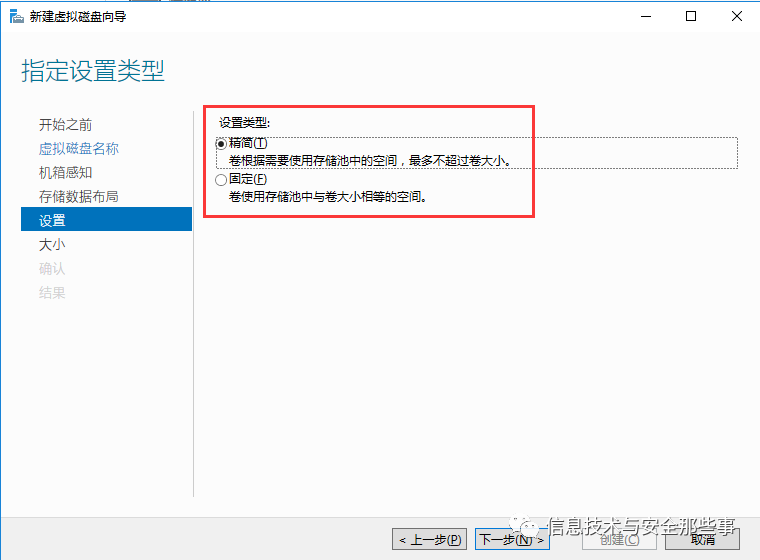 新建虚拟磁盘向导
指定设置类型
开始之前
虚拟磁盘名称
机箱感知
存储数据布局
设置
大小
确认
结果
设置类型:
精简(T)
卷根据需要使用存储池中的空间，最多不超过卷大小。
固定(F)
卷使用存储池中与卷大小相等的空间。
< 上一步(P)
下一步(N) >
创建(C)
取消
信息技术与安全那些事